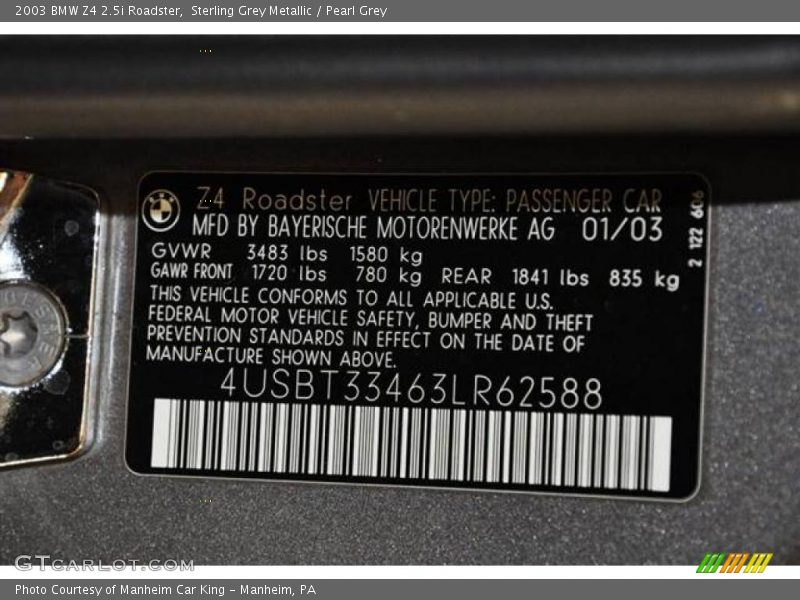 2003 BMW Z4 2.5i Roadster,  Sterling Grey Metallic / Pearl Grey
Z4 Roadster VEHICLE TYPE: PASSENGER CAR
MFD BY BAYERISCHE MOTORENWERKE AG 01/03
GVWR 3483 lbs 1580 kg
GAWR FRONT 1720 lbs 780 kg REAR 1841 lbs 835 kg
THIS VEHICLE CONFORMS TO ALL APPLICABLE U.S.
FEDERAL MOTOR VEHICLE SAFETY, BUMPER AND THEFT
PREVENTION STANDARDS IN EFFECT ON THE DATE OF
MANUFACTURE SHOWN ABOVE.
4USBT33463LR62588
2 122 606
GTcarlot.com
Photo Courtesy of Manheim Car King - Manheim, PA